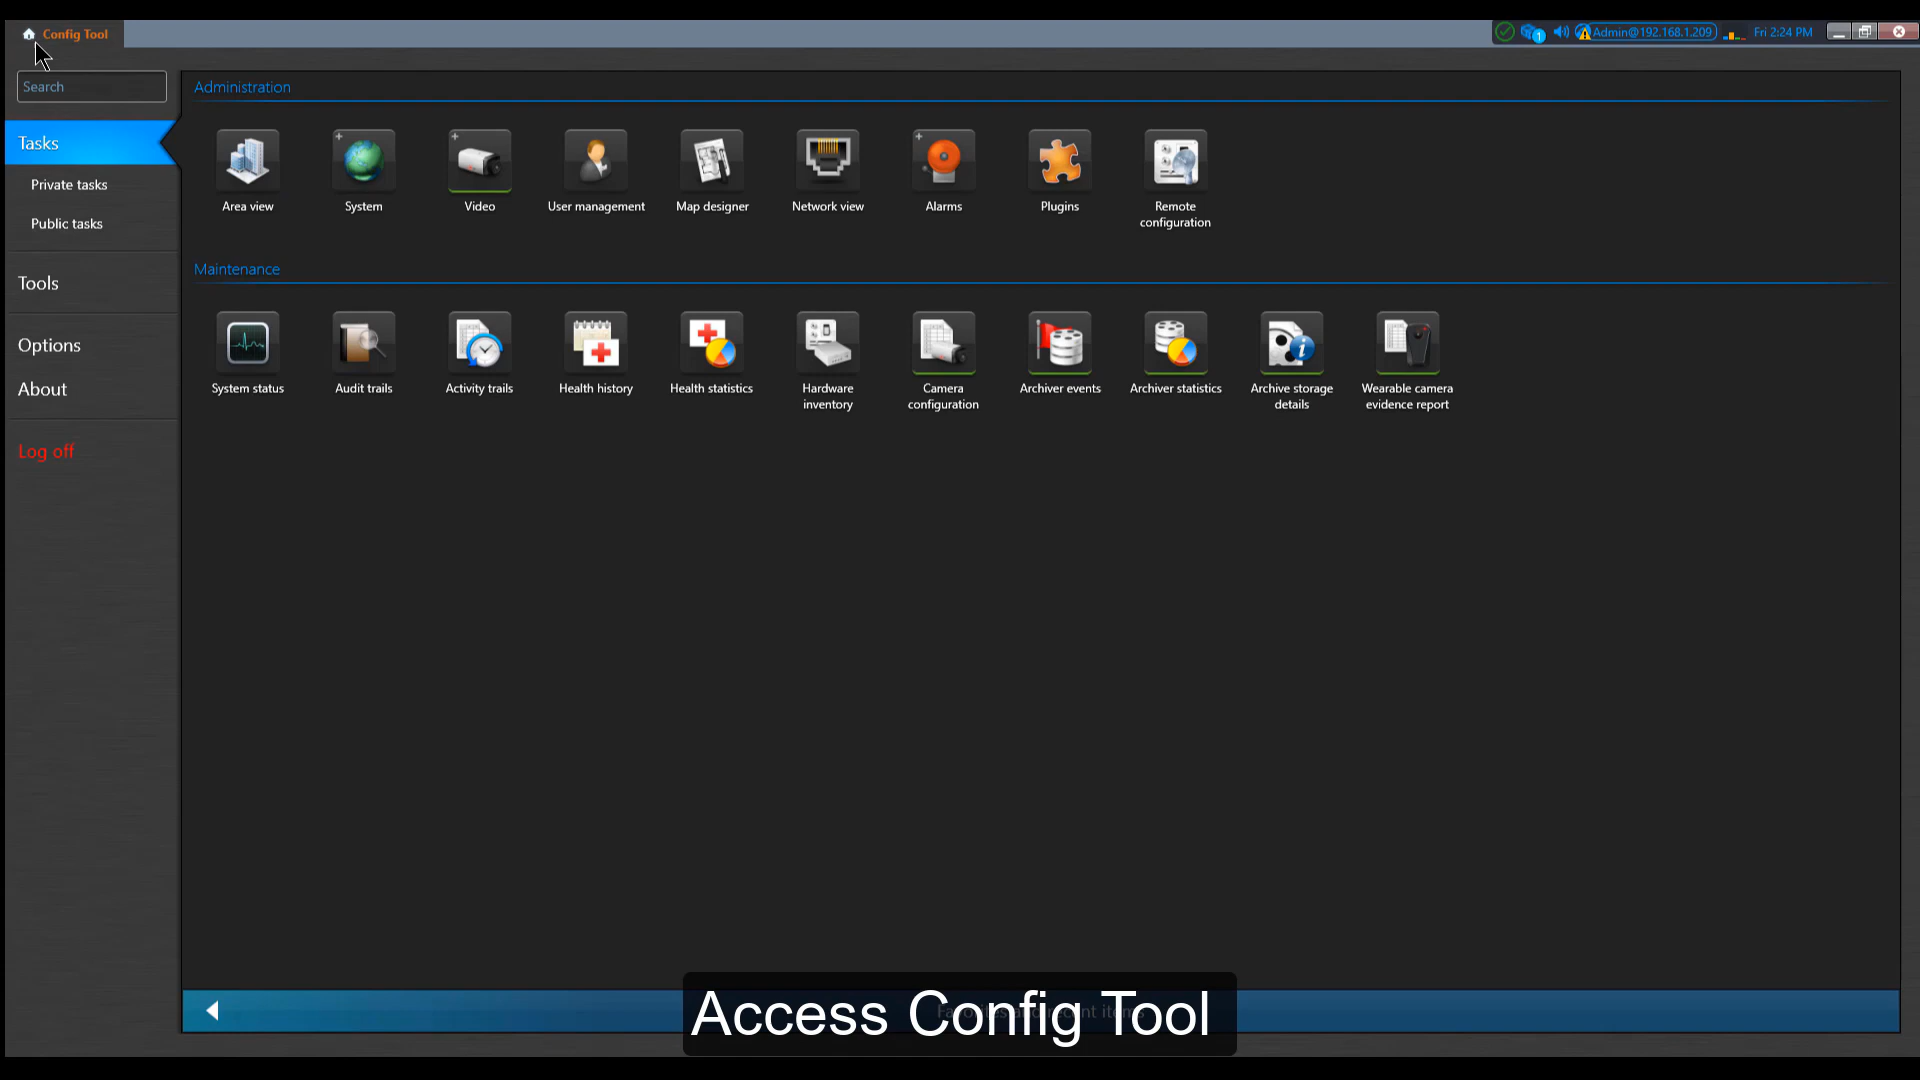 Config Tool
1
Admin@192.168.1.209
Fri 2:24 PM
Search
Administration
Tasks
Private tasks
Public tasks
Tools
Options
About
Log off
Area view
System
Video
User management
Map designer
Network view
Alarms
Plugins
Remote
configuration
Maintenance
System status
Audit trails
Activity trails
Health history
Health statistics
Hardware
inventory
Camera
configuration
Archiver events
Archiver statistics
Archive storage
details
Wearable camera
evidence report
Access Config Tool